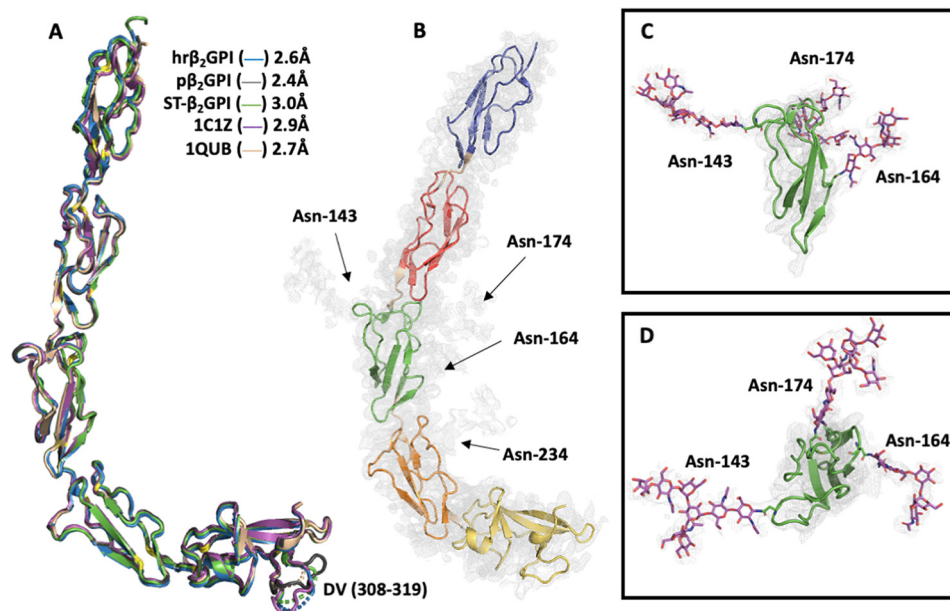 A
hrβ₂GPI (—) 2.6Å
pβ₂GPI (—) 2.4Å
ST-β₂GPI (—) 3.0Å
1C1Z (—) 2.9Å
1QUB (—) 2.7Å
DV (308-319)
B
Asn-143
Asn-174
Asn-164
Asn-234
C
Asn-174
Asn-143
Asn-164
D
Asn-174
Asn-164
Asn-143